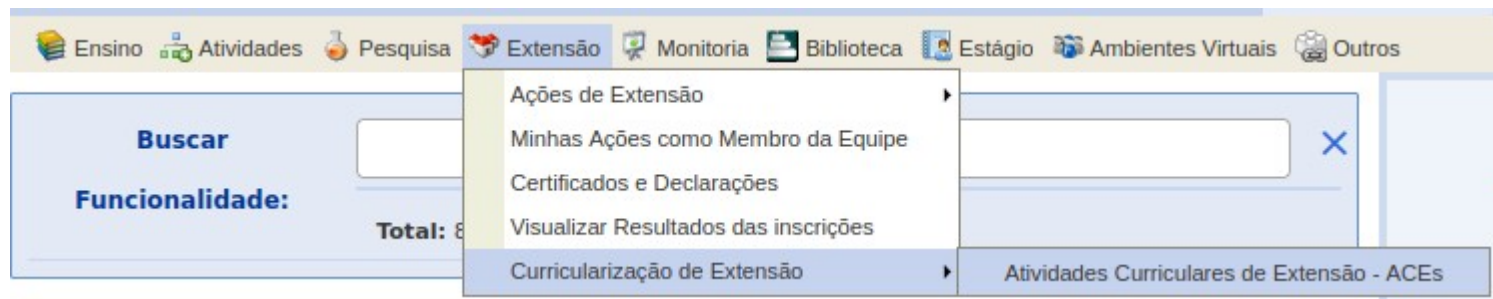 Ensino Atividades Pesquisa Extensão Monitoria Biblioteca Estágio Ambientes Virtuais Outros
Ações de Extensão
Buscar
Funcionalidade:
Minhas Ações como Membro da Equipe
Certificados e Declarações
Total: 8
Visualizar Resultados das inscrições
Curricularização de Extensão
Atividades Curriculares de Extensão - ACEs